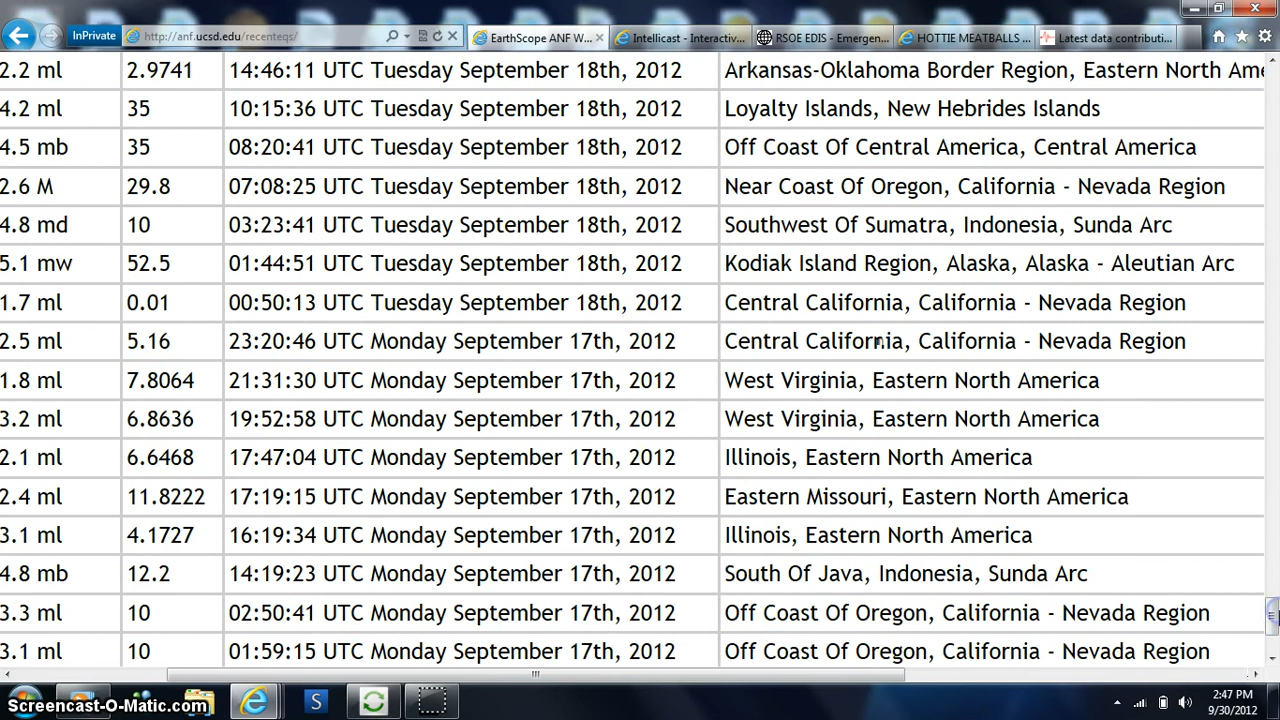 InPrivate
http://anf.ucsd.edu/recenteqs/
EarthScope ANF W...
Intellicast - Interactiv...
RSOE EDIS - Emergen...
HOTTIE MEATBALLS ...
Latest data contributi...
2.2 ml 2.9741 14:46:11 UTC Tuesday September 18th, 2012 Arkansas-Oklahoma Border Region, Eastern North Ame
4.2 ml 35 10:15:36 UTC Tuesday September 18th, 2012 Loyalty Islands, New Hebrides Islands
4.5 mb 35 08:20:41 UTC Tuesday September 18th, 2012 Off Coast Of Central America, Central America
2.6 M 29.8 07:08:25 UTC Tuesday September 18th, 2012 Near Coast Of Oregon, California - Nevada Region
4.8 md 10 03:23:41 UTC Tuesday September 18th, 2012 Southwest Of Sumatra, Indonesia, Sunda Arc
5.1 mw 52.5 01:44:51 UTC Tuesday September 18th, 2012 Kodiak Island Region, Alaska, Alaska - Aleutian Arc
1.7 ml 0.01 00:50:13 UTC Tuesday September 18th, 2012 Central California, California - Nevada Region
2.5 ml 5.16 23:20:46 UTC Monday September 17th, 2012 Central California, California - Nevada Region
1.8 ml 7.8064 21:31:30 UTC Monday September 17th, 2012 West Virginia, Eastern North America
3.2 ml 6.8636 19:52:58 UTC Monday September 17th, 2012 West Virginia, Eastern North America
2.1 ml 6.6468 17:47:04 UTC Monday September 17th, 2012 Illinois, Eastern North America
2.4 ml 11.8222 17:19:15 UTC Monday September 17th, 2012 Eastern Missouri, Eastern North America
3.1 ml 4.1727 16:19:34 UTC Monday September 17th, 2012 Illinois, Eastern North America
4.8 mb 12.2 14:19:23 UTC Monday September 17th, 2012 South Of Java, Indonesia, Sunda Arc
3.3 ml 10 02:50:41 UTC Monday September 17th, 2012 Off Coast Of Oregon, California - Nevada Region
3.1 ml 10 01:59:15 UTC Monday September 17th, 2012 Off Coast Of Oregon, California - Nevada Region
Screencast-O-Matic.com
S
2:47 PM
9/30/2012